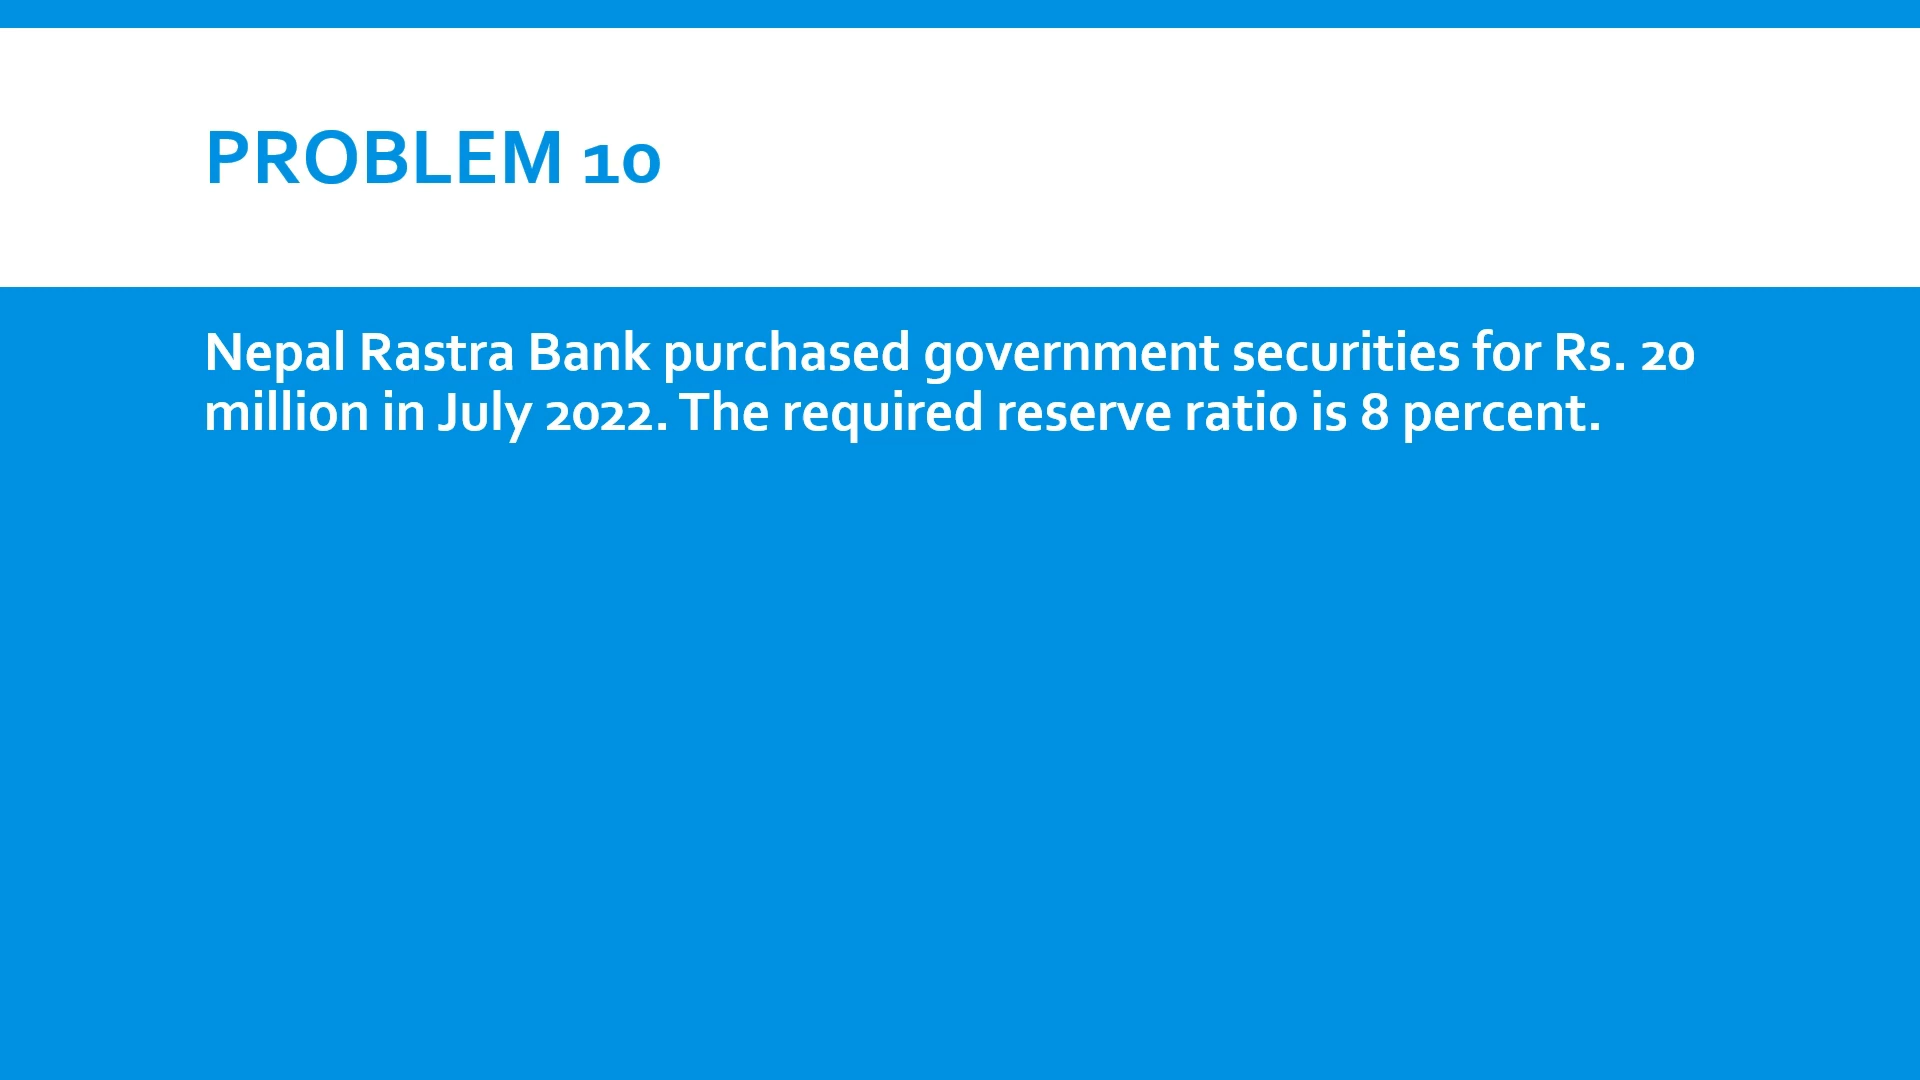 PROBLEM 10
Nepal Rastra Bank purchased government securities for Rs. 20
million in July 2022. The required reserve ratio is 8 percent.